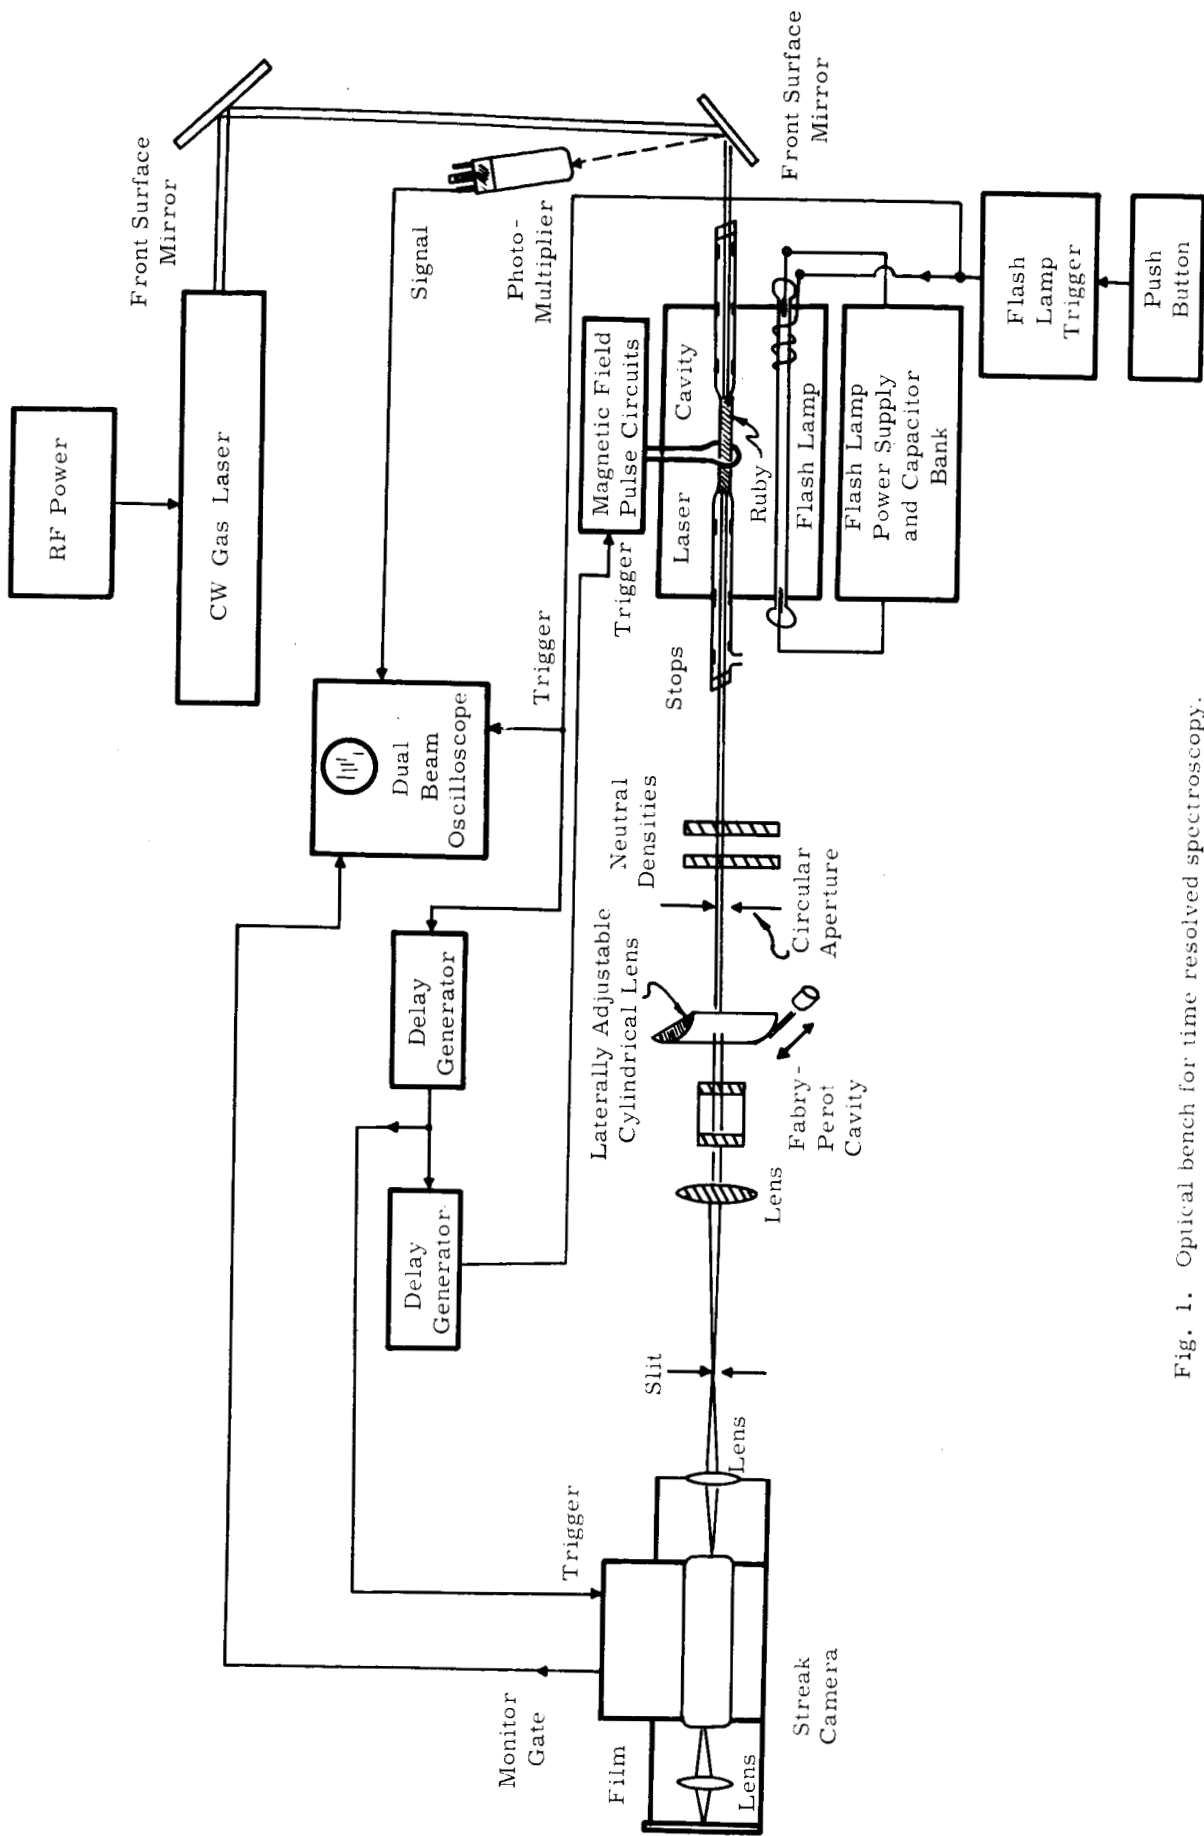 RF Power
CW Gas Laser
Front Surface
Mirror
Front Surface
Mirror
Signal
Photo-
Multiplier
Dual
Beam
Oscilloscope
Trigger
Magnetic Field
Pulse Circuits
Trigger
Laser
Cavity
Ruby
Flash Lamp
Flash Lamp
Power Supply
and Capacitor
Bank
Flash
Lamp
Trigger
Push
Button
Stops
Neutral
Densities
Circular
Aperture
Laterally Adjustable
Cylindrical Lens
Fabry-
Perot
Cavity
Lens
Delay
Generator
Delay
Generator
Slit
Lens
Trigger
Monitor
Gate
Film
Lens
Streak
Camera
Fig. 1. Optical bench for time resolved spectroscopy.